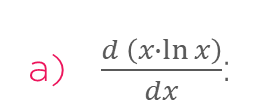 a) d (x·ln x)/dx: